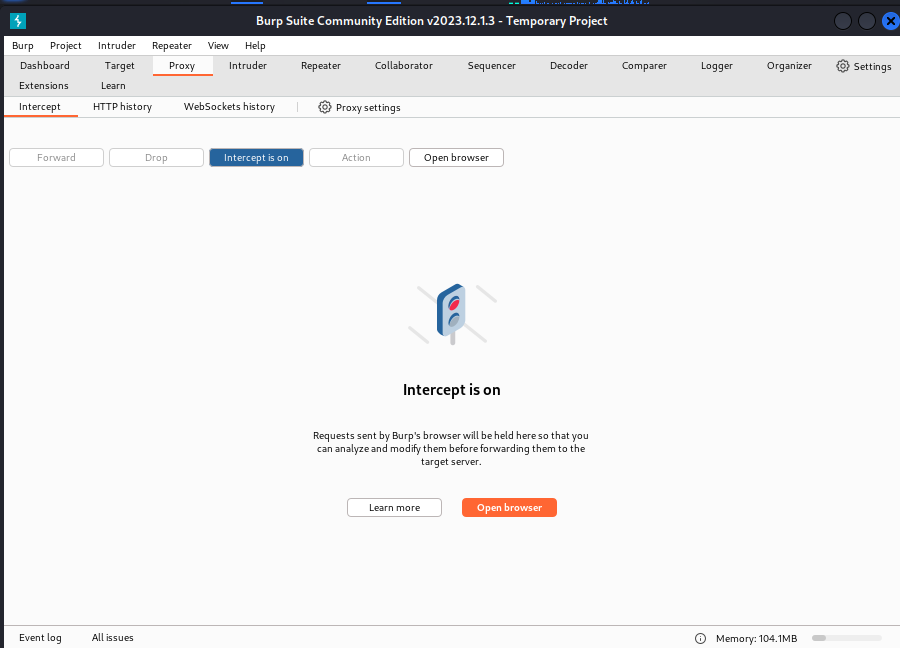 Burp Suite Community Edition v2023.12.1.3 - Temporary Project
Burp Project Intruder Repeater View Help
Dashboard Target Proxy Intruder Repeater Collaborator Sequencer Decoder Comparer Logger Organizer Settings
Extensions Learn
Intercept HTTP history WebSockets history Proxy settings
Forward Drop Intercept is on Action Open browser
Intercept is on
Requests sent by Burp's browser will be held here so that you
can analyze and modify them before forwarding them to the
target server.
Learn more Open browser
Event log All issues Memory: 104.1MB